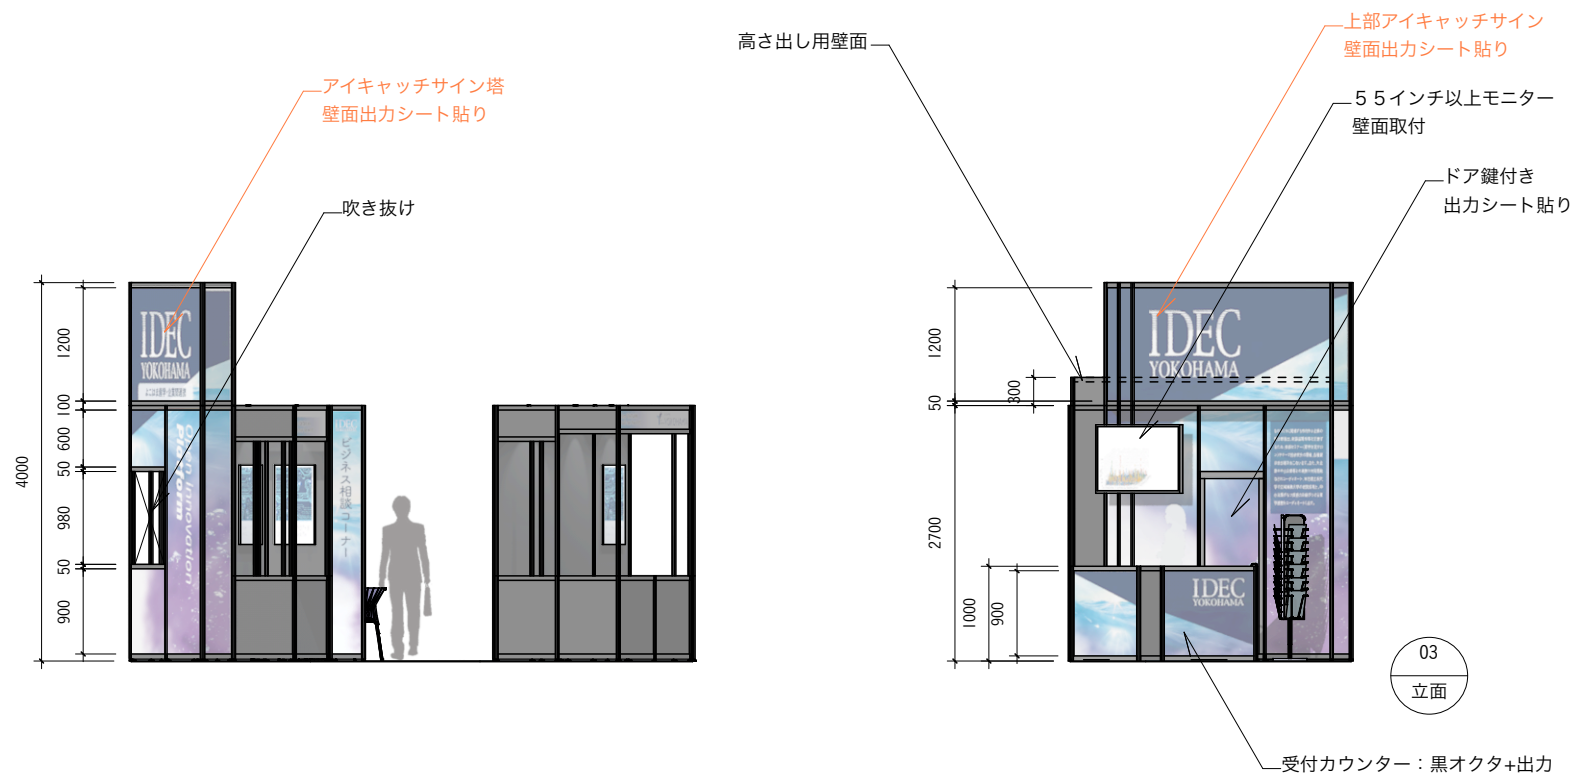 上部アイキャッチサイン
壁面出力シート貼り
高さ出し用壁面
アイキャッチサイン塔
壁面出力シート貼り
55インチ以上モニター
壁面取付
ドア鍵付き
出力シート貼り
吹き抜け
4000
1200
100
600
50
980
50
900
IDEC
YOKOHAMA
Open Innovation
Platform
IDEC
ビジネス相談コーナー
1200
50
300
2700
1000
900
IDEC
YOKOHAMA
IDEC
YOKOHAMA
03
立面
受付カウンター：黒オクタ+出力